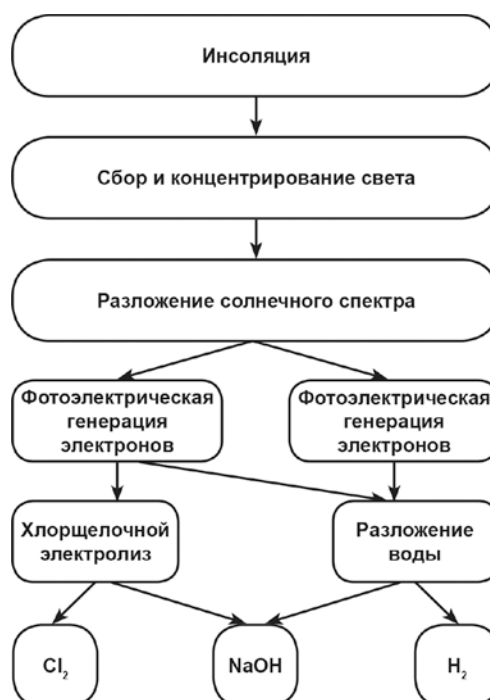 Инсоляция
Сбор и концентрирование света
Разложение солнечного спектра
Фотоэлектрическая
генерация
электронов
Фотоэлектрическая
генерация
электронов
Хлорщелочной
электролиз
Разложение
воды
Cl₂
NaOH
H₂